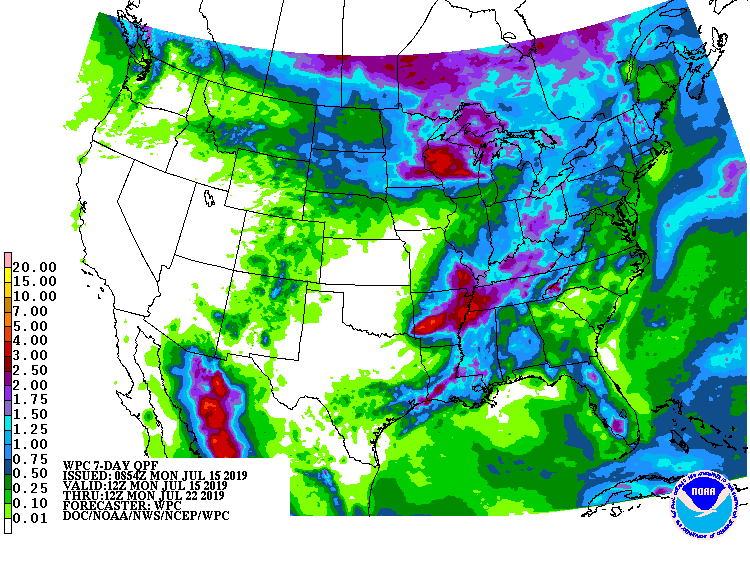 20.00
15.00
10.00
7.00
5.00
4.00
3.00
2.50
2.00
1.75
1.50
1.25
1.00
0.75
0.50
0.25
0.10
0.01
WPC 7-DAY QPF
ISSUED: 0854Z MON JUL 15 2019
VALID:12Z MON JUL 15 2019
THRU:12Z MON JUL 22 2019
FORECASTER: WPC
DOC/NOAA/NWS/NCEP/WPC
NOAA